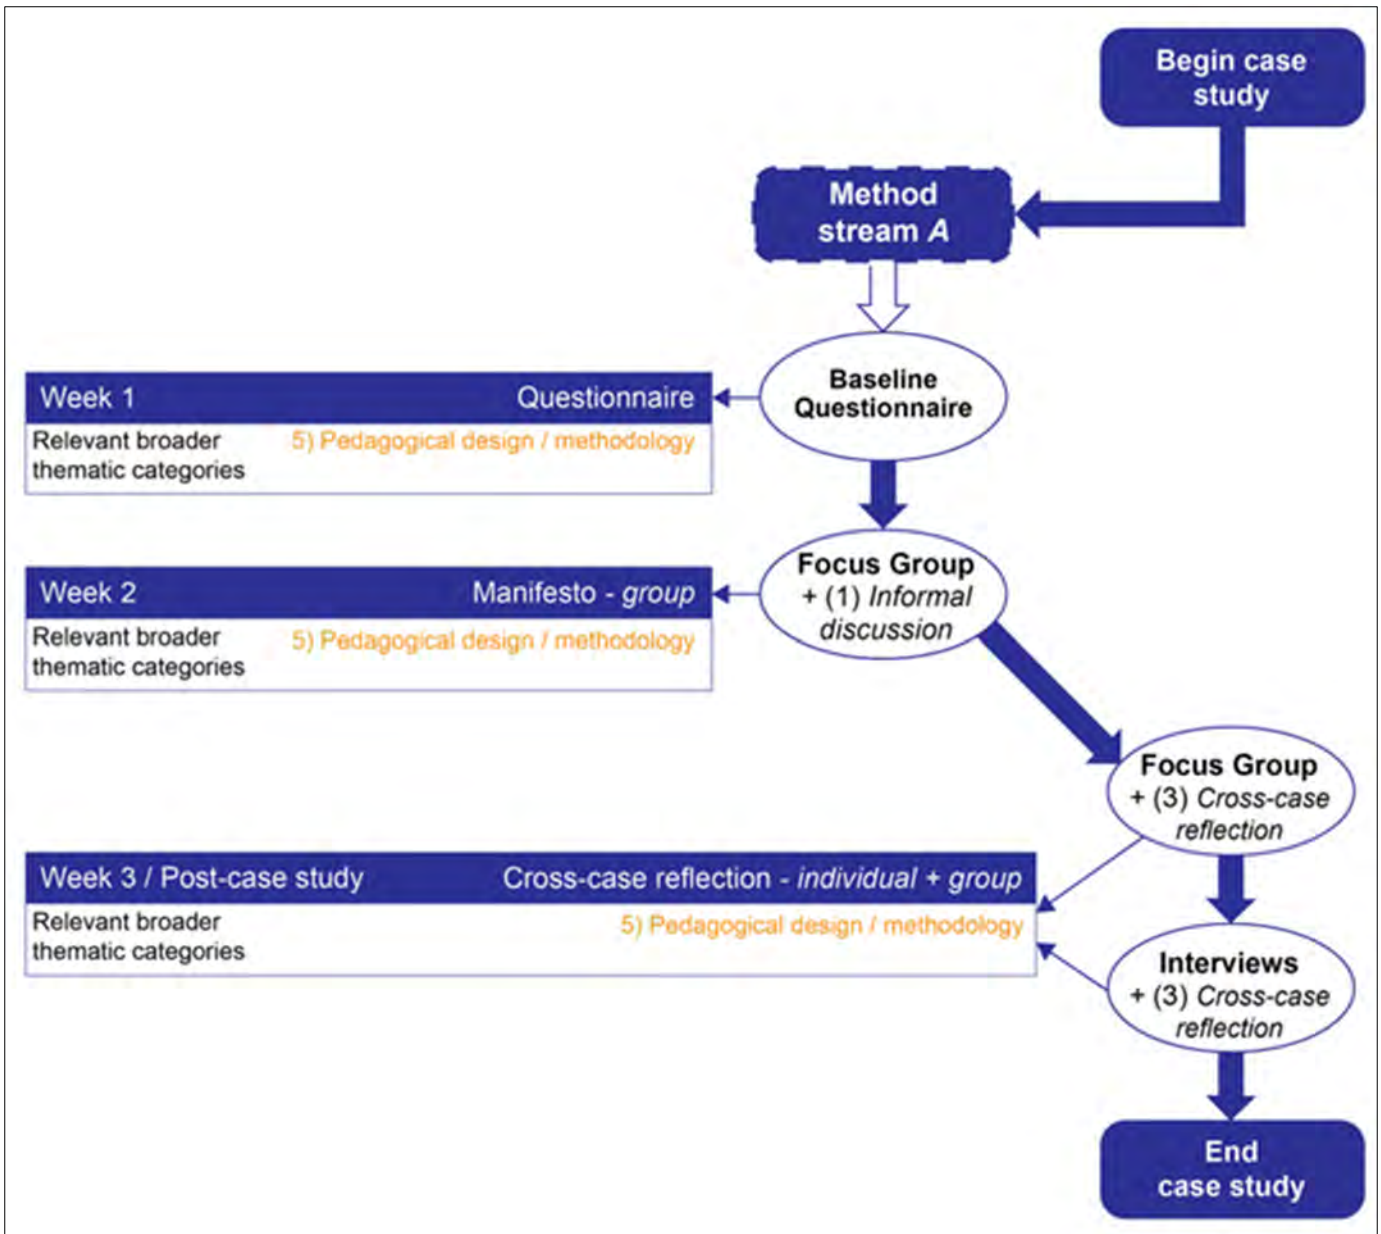 Begin case
study
Method
stream A
Baseline
Questionnaire
Week 1 Questionnaire
Relevant broader 5) Pedagogical design / methodology
thematic categories
Focus Group
+ (1) Informal
discussion
Week 2 Manifesto - group
Relevant broader 5) Pedagogical design / methodology
thematic categories
Focus Group
+ (3) Cross-case
reflection
Week 3 / Post-case study Cross-case reflection - individual + group
Relevant broader 5) Pedagogical design / methodology
thematic categories
Interviews
+ (3) Cross-case
reflection
End
case study